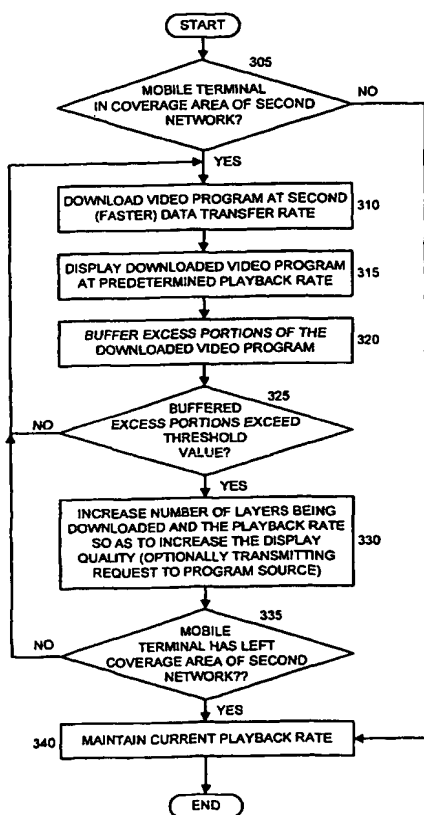 START
305
MOBILE TERMINAL
IN COVERAGE AREA OF SECOND
NETWORK?
NO
YES
DOWNLOAD VIDEO PROGRAM AT SECOND
(FASTER) DATA TRANSFER RATE
310
DISPLAY DOWNLOADED VIDEO PROGRAM
AT PREDETERMINED PLAYBACK RATE
315
BUFFER EXCESS PORTIONS OF THE
DOWNLOADED VIDEO PROGRAM
320
325
NO
BUFFERED
EXCESS PORTIONS EXCEED
THRESHOLD
VALUE?
YES
INCREASE NUMBER OF LAYERS BEING
DOWNLOADED AND THE PLAYBACK RATE
SO AS TO INCREASE THE DISPLAY
QUALITY (OPTIONALLY TRANSMITTING
REQUEST TO PROGRAM SOURCE)
330
335
NO
MOBILE
TERMINAL HAS LEFT
COVERAGE AREA OF SECOND
NETWORK??
YES
340
MAINTAIN CURRENT PLAYBACK RATE
END